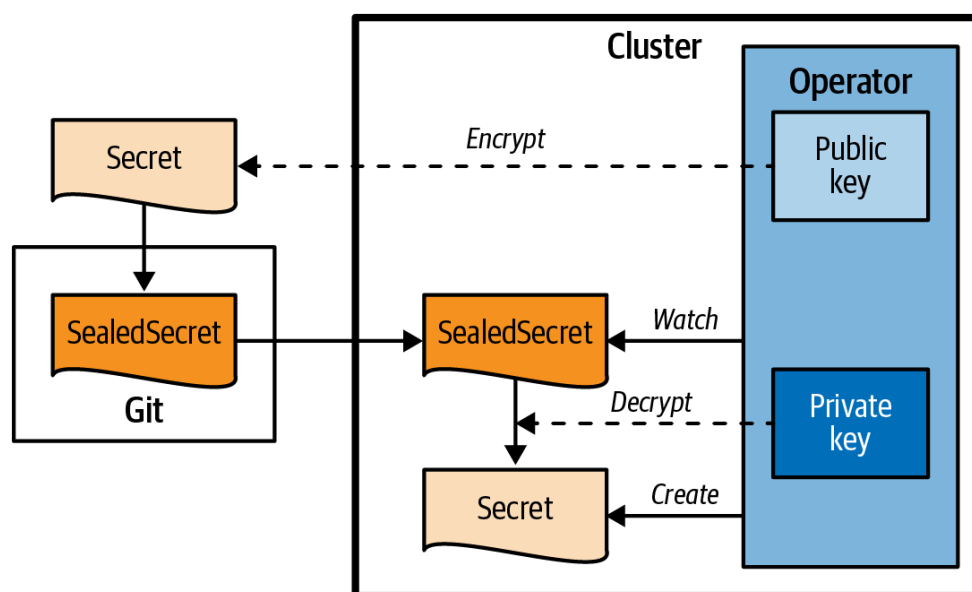 Cluster
Operator
Secret
Encrypt
Public
key
SealedSecret
Git
SealedSecret
Watch
Decrypt
Private
key
Secret
Create